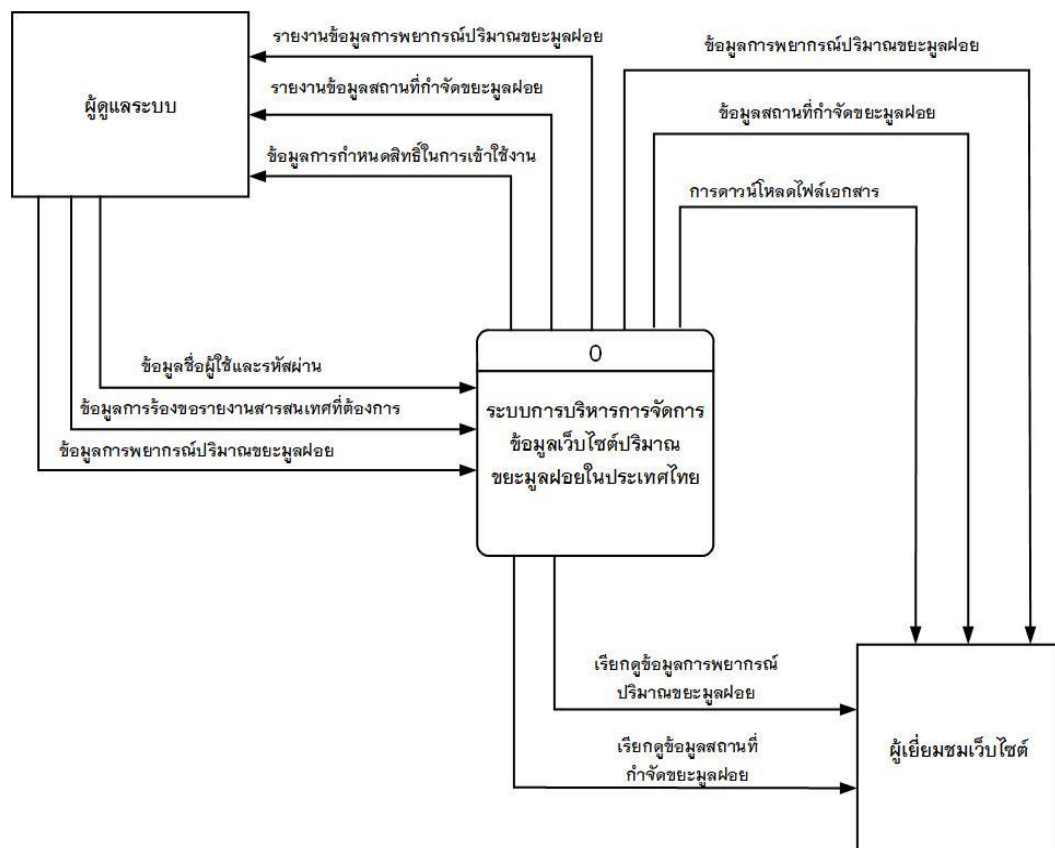 รายงานข้อมูลการพยากรณ์ปริมาณขยะมูลฝอย
ข้อมูลการพยากรณ์ปริมาณขยะมูลฝอย
รายงานข้อมูลสถานที่กำจัดขยะมูลฝอย
ผู้ดูแลระบบ
ข้อมูลสถานที่กำจัดขยะมูลฝอย
ข้อมูลการกำหนดสิทธิ์ในการเข้าใช้งาน
การดาวน์โหลดไฟล์เอกสาร
0
ข้อมูลชื่อผู้ใช้และรหัสผ่าน
ข้อมูลการร้องขอรายงานสารสนเทศที่ต้องการ
ข้อมูลการพยากรณ์ปริมาณขยะมูลฝอย
ระบบการบริหารการจัดการ
ข้อมูลเว็บไซต์ปริมาณ
ขยะมูลฝอยในประเทศไทย
เรียกดูข้อมูลการพยากรณ์
ปริมาณขยะมูลฝอย
เรียกดูข้อมูลสถานที่
กำจัดขยะมูลฝอย
ผู้เยี่ยมชมเว็บไซต์